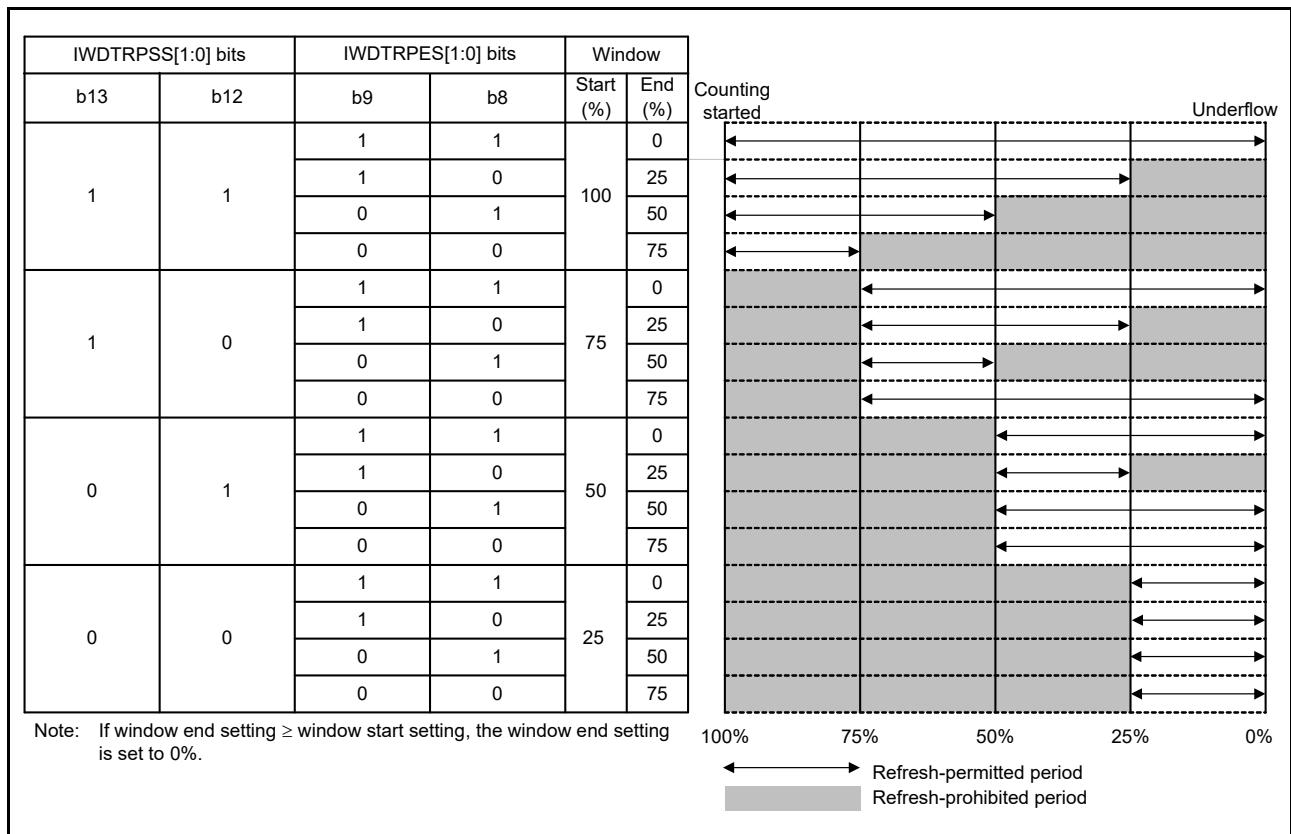 IWDTRPSS[1:0] bits IWDTRPES[1:0] bits Window
b13 b12 b9 b8 Start (%) End (%)
Counting started Underflow
1 1 0
1 0 25
1 1 100
0 1 50
0 0 75
1 1 0
1 0 25
1 0 75
0 1 50
0 0 75
1 1 0
1 0 25
0 1 50
0 1 50
0 0 75
1 1 0
1 0 25
0 0 25
0 1 50
0 0 75
Note: If window end setting ≥ window start setting, the window end setting
is set to 0%.
100% 75% 50% 25% 0%
Refresh-permitted period
Refresh-prohibited period